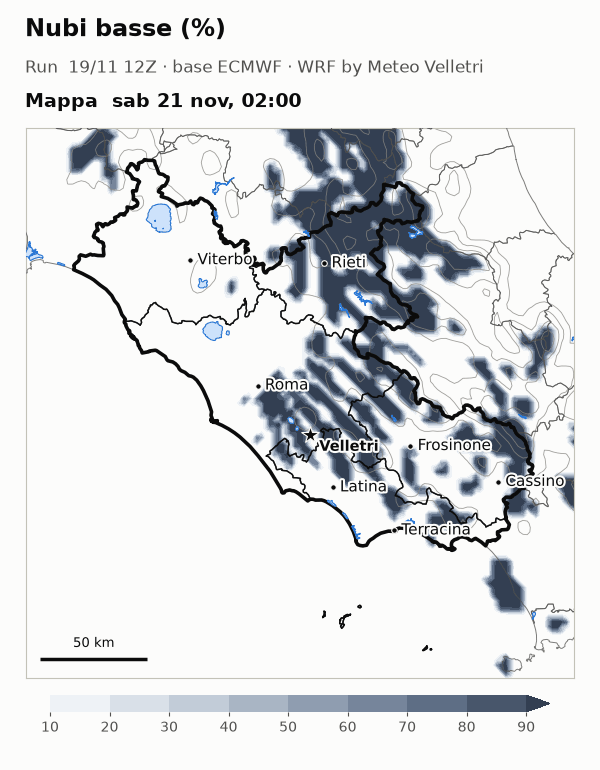 Nubi basse (%)
Run  19/11 12Z · base ECMWF · WRF by Meteo Velletri
Mappa  sab 21 nov, 02:00
Viterbo
Rieti
Roma
Velletri
Frosinone
Cassino
Latina
Terracina
50 km
10 20 30 40 50 60 70 80 90